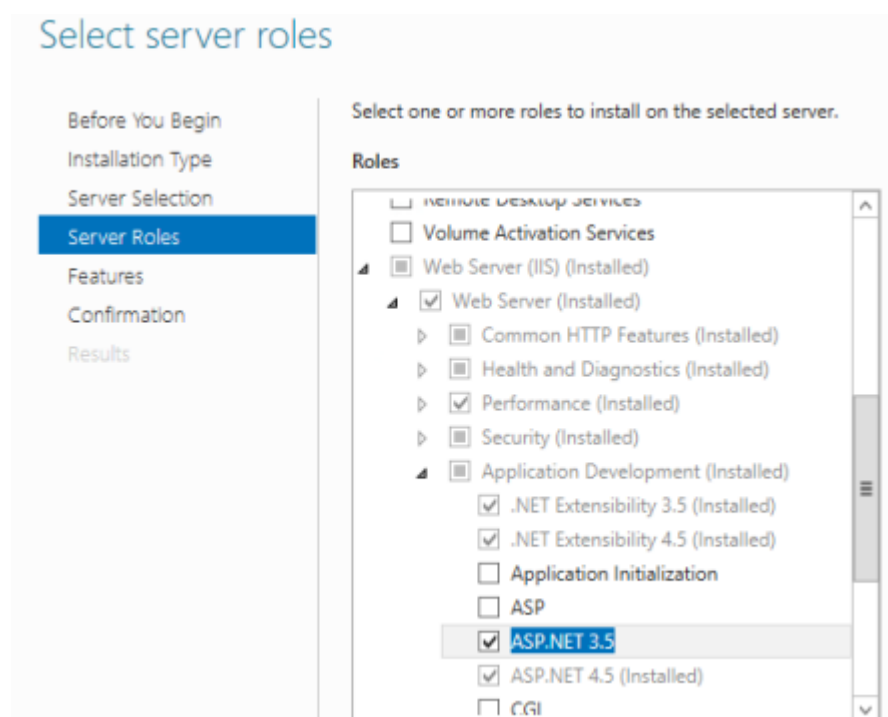 Select server roles
Before You Begin
Installation Type
Server Selection
Server Roles
Features
Confirmation
Results
Select one or more roles to install on the selected server.
Roles
Remote Desktop Services
Volume Activation Services
Web Server (IIS) (Installed)
Web Server (Installed)
Common HTTP Features (Installed)
Health and Diagnostics (Installed)
Performance (Installed)
Security (Installed)
Application Development (Installed)
.NET Extensibility 3.5 (Installed)
.NET Extensibility 4.5 (Installed)
Application Initialization
ASP
ASP.NET 3.5
ASP.NET 4.5 (Installed)
CGI